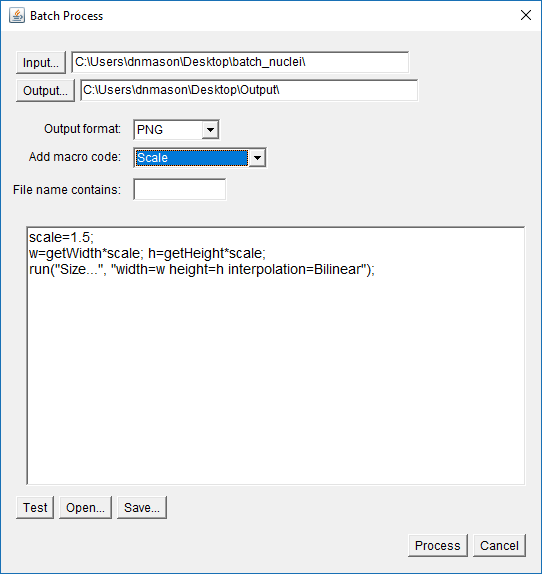 Batch Process
Input... C:\Users\dnmason\Desktop\batch_nuclei\
Output... C:\Users\dnmason\Desktop\Output\
Output format: PNG
Add macro code: Scale
File name contains:
scale=1.5;
w=getWidth*scale; h=getHeight*scale;
run("Size...", "width=w height=h interpolation=Bilinear");
Test Open... Save...
Process Cancel